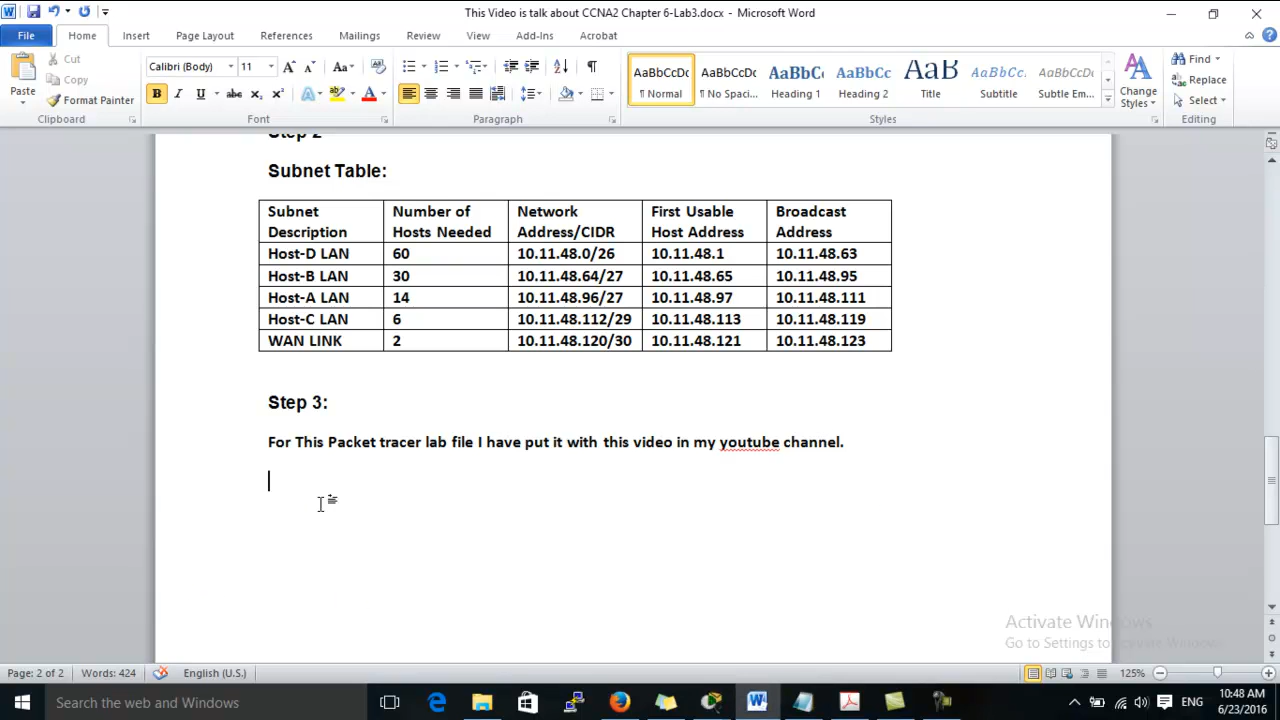 This Video is talk about CCNA2 Chapter 6-Lab3.docx - Microsoft Word
File Home Insert Page Layout References Mailings Review View Add-Ins Acrobat
Paste
Cut
Copy
Format Painter
Clipboard
Calibri (Body) 11
Font
Paragraph
AaBbCcDc AaBbCcDc AaBbC AaBbCc AaB AaBbCc. AaBbCcDc
¶ Normal ¶ No Spaci... Heading 1 Heading 2 Title Subtitle Subtle Em...
Styles
Change
Styles
Find
Replace
Select
Editing
Step 2
Subnet Table:
Subnet Description Number of Hosts Needed Network Address/CIDR First Usable Host Address Broadcast Address
Host-D LAN 60 10.11.48.0/26 10.11.48.1 10.11.48.63
Host-B LAN 30 10.11.48.64/27 10.11.48.65 10.11.48.95
Host-A LAN 14 10.11.48.96/27 10.11.48.97 10.11.48.111
Host-C LAN 6 10.11.48.112/29 10.11.48.113 10.11.48.119
WAN LINK 2 10.11.48.120/30 10.11.48.121 10.11.48.123
Step 3:
For This Packet tracer lab file I have put it with this video in my youtube channel.
Activate Windows
Go to Settings to activate Windows.
Page: 2 of 2 Words: 424 English (U.S.) 125%
Search the web and Windows
ENG
10:48 AM
6/23/2016